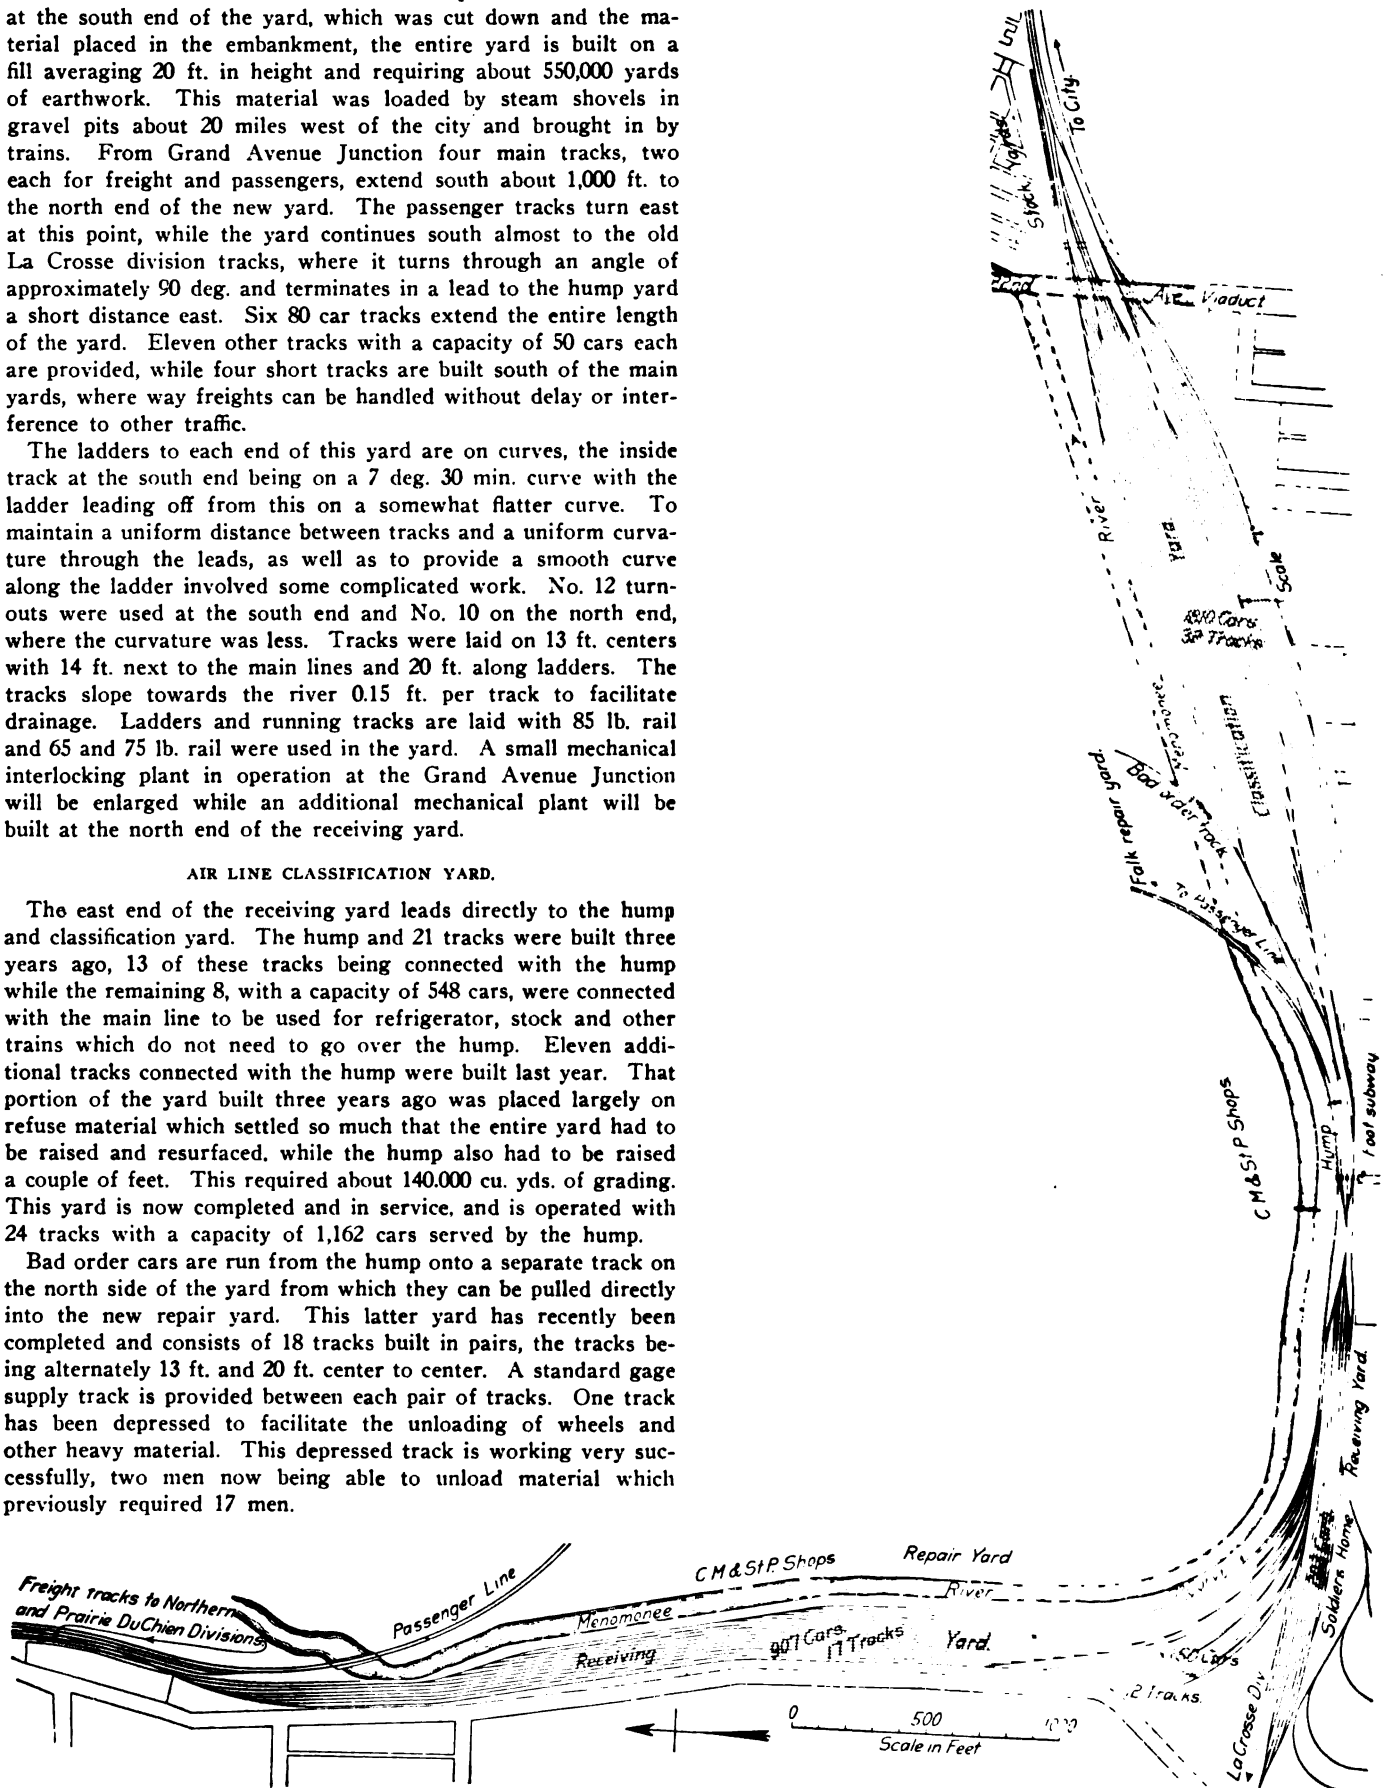 at the south end of the yard, which was cut down and the ma-
terial placed in the embankment, the entire yard is built on a
fill averaging 20 ft. in height and requiring about 550,000 yards
of earthwork. This material was loaded by steam shovels in
gravel pits about 20 miles west of the city and brought in by
trains. From Grand Avenue Junction four main tracks, two
each for freight and passengers, extend south about 1,000 ft. to
the north end of the new yard. The passenger tracks turn east
at this point, while the yard continues south almost to the old
La Crosse division tracks, where it turns through an angle of
approximately 90 deg. and terminates in a lead to the hump yard
a short distance east. Six 80 car tracks extend the entire length
of the yard. Eleven other tracks with a capacity of 50 cars each
are provided, while four short tracks are built south of the main
yards, where way freights can be handled without delay or inter-
ference to other traffic.
The ladders to each end of this yard are on curves, the inside
track at the south end being on a 7 deg. 30 min. curve with the
ladder leading off from this on a somewhat flatter curve. To
maintain a uniform distance between tracks and a uniform curva-
ture through the leads, as well as to provide a smooth curve
along the ladder involved some complicated work. No. 12 turn-
outs were used at the south end and No. 10 on the north end,
where the curvature was less. Tracks were laid on 13 ft. centers
with 14 ft. next to the main lines and 20 ft. along ladders. The
tracks slope towards the river 0.15 ft. per track to facilitate
drainage. Ladders and running tracks are laid with 85 lb. rail
and 65 and 75 lb. rail were used in the yard. A small mechanical
interlocking plant in operation at the Grand Avenue Junction
will be enlarged while an additional mechanical plant will be
built at the north end of the receiving yard.
AIR LINE CLASSIFICATION YARD.
The east end of the receiving yard leads directly to the hump
and classification yard. The hump and 21 tracks were built three
years ago, 13 of these tracks being connected with the hump
while the remaining 8, with a capacity of 548 cars, were connected
with the main line to be used for refrigerator, stock and other
trains which do not need to go over the hump. Eleven addi-
tional tracks connected with the hump were built last year. That
portion of the yard built three years ago was placed largely on
refuse material which settled so much that the entire yard had to
be raised and resurfaced, while the hump also had to be raised
a couple of feet. This required about 140.000 cu. yds. of grading.
This yard is now completed and in service, and is operated with
24 tracks with a capacity of 1,162 cars served by the hump.
Bad order cars are run from the hump onto a separate track on
the north side of the yard from which they can be pulled directly
into the new repair yard. This latter yard has recently been
completed and consists of 18 tracks built in pairs, the tracks be-
ing alternately 13 ft. and 20 ft. center to center. A standard gage
supply track is provided between each pair of tracks. One track
has been depressed to facilitate the unloading of wheels and
other heavy material. This depressed track is working very suc-
cessfully, two men now being able to unload material which
previously required 17 men.
To City.
Stock Yards
Ave Viaduct
River
Yard
Scale
Cars
Tracks
Menomonee
Classification
Falk repair yard.
Bad order track
To Passenger Line
C M & St P Shops
Hump
Foot subway
Receiving Yard.
Soldiers Home
La Crosse Div
Freight tracks to Northern
and Prairie DuChien Divisions
Passenger Line
C M & St P. Shops
Repair Yard
Menomonee
River
Receiving
907 Cars.
17 Tracks
Yard.
Cars
2 Tracks.
0 500 1000
Scale in Feet